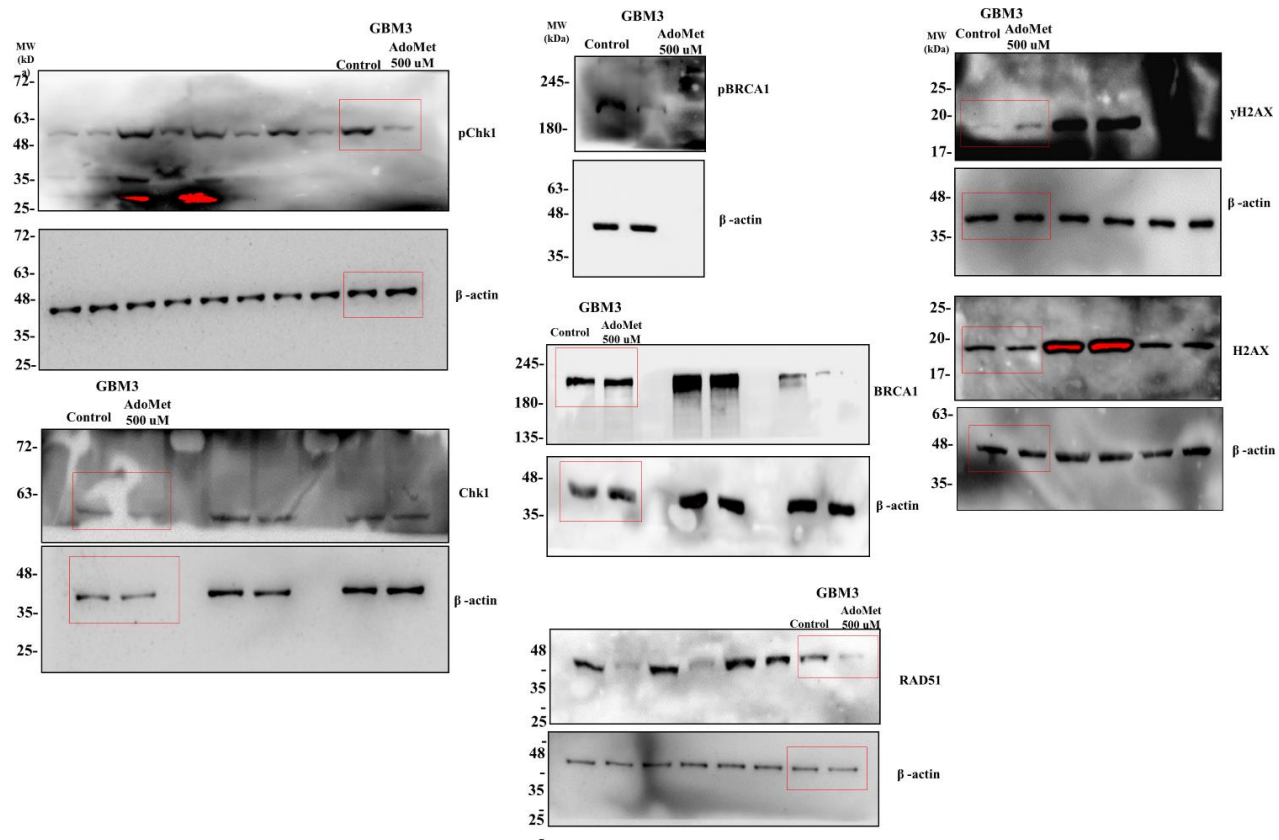 GBM3
MW
(kD
a)
Control
AdoMet
500 uM
72-
63-
48-
35-
25-
pChk1
72-
63-
48-
35-
25-
β -actin
GBM3
Control
AdoMet
500 uM
72-
63-
Chk1
48-
35-
25-
β -actin
GBM3
MW
(kDa)
Control
AdoMet
500 uM
245-
180-
pBRCA1
63-
48-
35-
β -actin
GBM3
Control
AdoMet
500 uM
245-
180-
135-
BRCA1
48-
35-
β -actin
GBM3
Control
AdoMet
500 uM
48
-
35
-
25
RAD51
48
-
35
-
25
-
β -actin
GBM3
MW
(kDa)
Control
AdoMet
500 uM
25-
20-
17-
yH2AX
48-
35-
β -actin
25-
20-
17-
H2AX
63-
48-
35-
β -actin